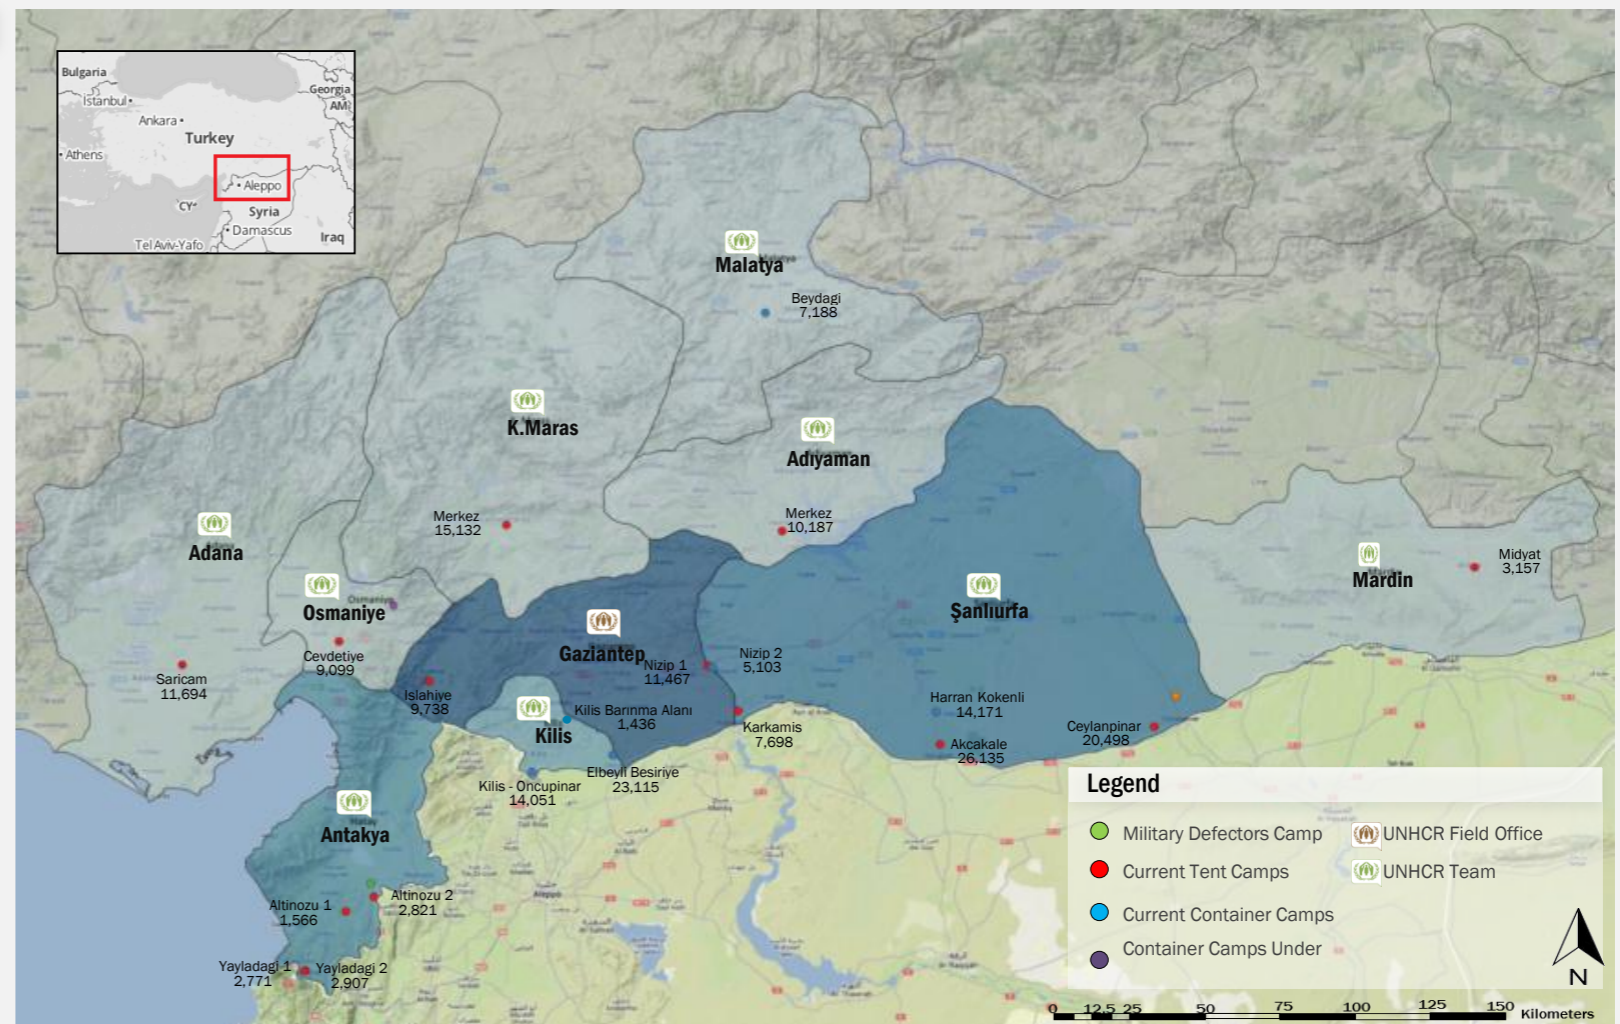 Bulgaria
Georgia
İstanbul
AM
Ankara
Turkey
Athens
Aleppo
CY
Syria
Damascus
Tel Aviv-Yafo
Iraq
Malatya
Beydagi
7,188
K.Maras
Adıyaman
Merkez
15,132
Merkez
10,187
Adana
Osmaniye
Osmaniye
Mardin
Midyat
3,157
Şanlıurfa
Gaziantep
Cevdetiye
9,099
Saricam
11,694
Islahiye
9,738
Nizip 1
11,467
Nizip 2
5,103
Kilis
Kilis Barınma Alanı
1,436
Harran Kokenli
14,171
Karkamis
7,698
Ceylanpinar
20,498
Akcakale
26,135
Kilis - Oncupinar
14,051
Elbeyli Besiriye
23,115
Antakya
Altinozu 1
1,566
Altinozu 2
2,821
Yayladagi 1
2,771
Yayladagi 2
2,907
Legend
Military Defectors Camp
UNHCR Field Office
Current Tent Camps
UNHCR Team
Current Container Camps
Container Camps Under
N
0 12,5 25 50 75 100 125 150
Kilometers